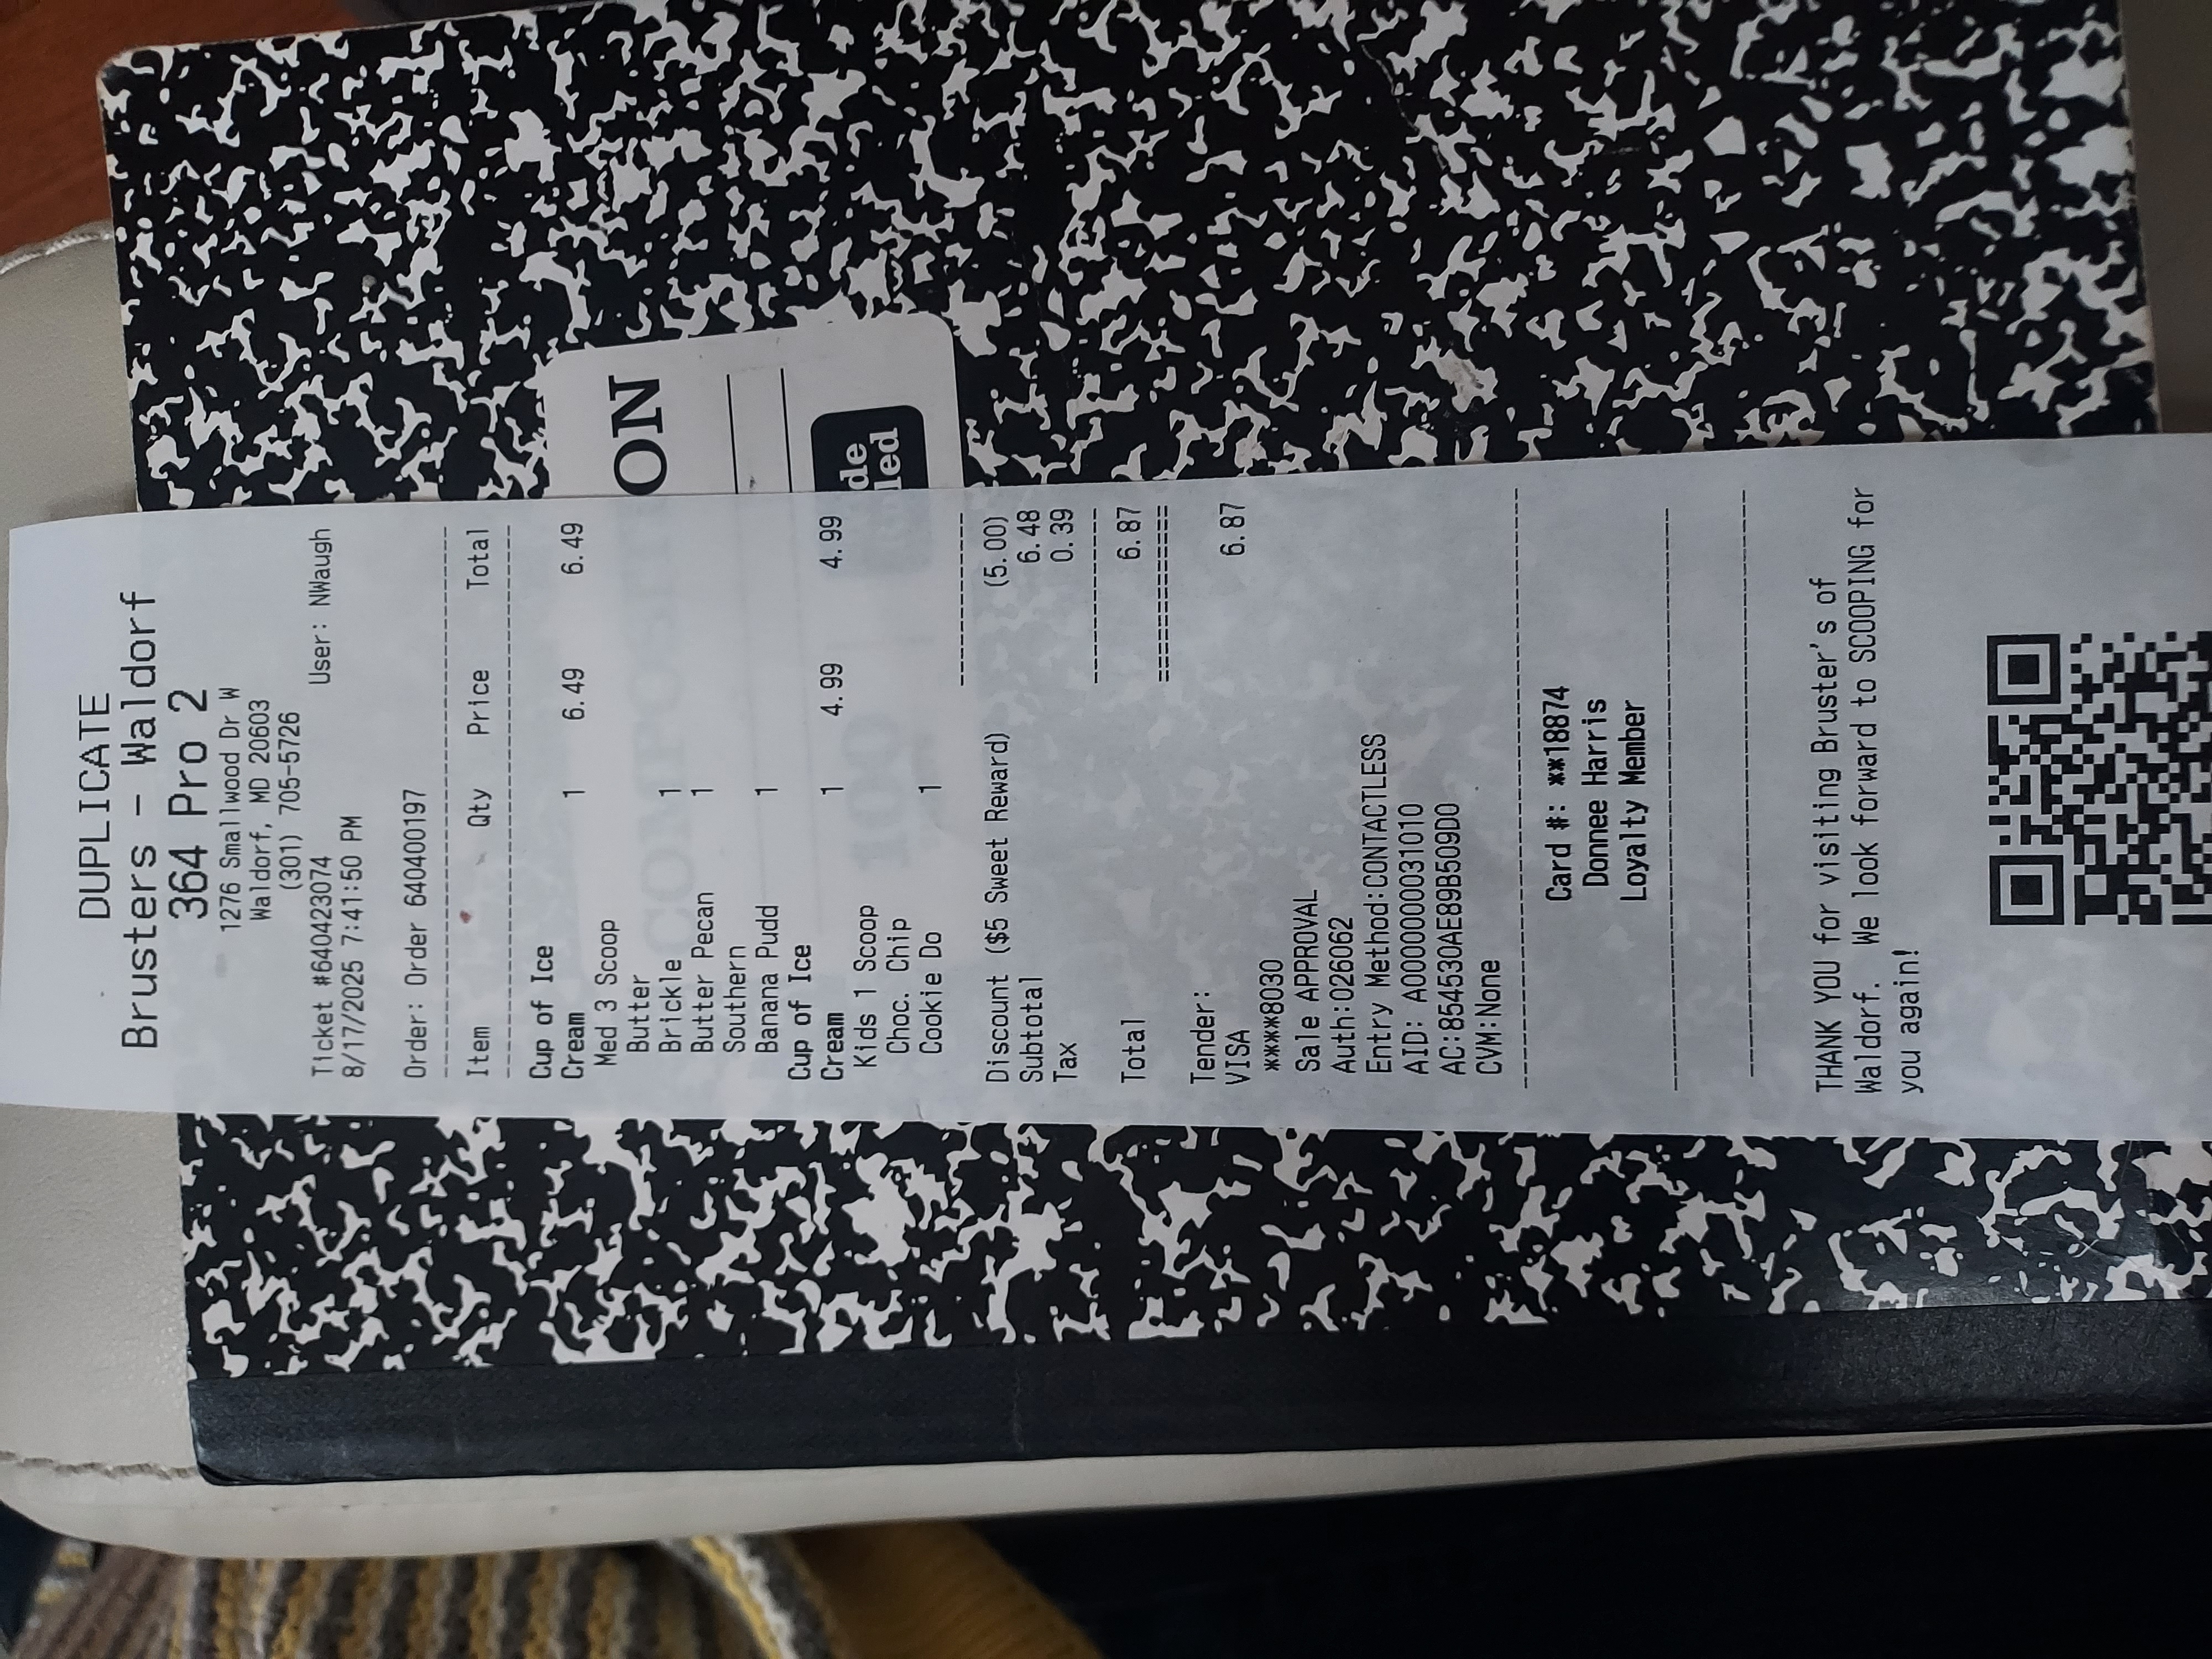 DUPLICATE
Brusters - Waldorf
364 Pro 2
1276 Smallwood Dr W
Waldorf, MD 20603
(301) 705-5726
Ticket #640423074 User: NWaugh
8/17/2025 7:41:50 PM
Order: Order 640400197
Item Qty Price Total
Cup of Ice
Cream 1 6.49 6.49
Med 3 Scoop
Butter
Brickle 1
Butter Pecan 1
Southern
Banana Pudd 1
Cup of Ice
Cream 1 4.99 4.99
Kids 1 Scoop
Choc. Chip
Cookie Do 1
Discount ($5 Sweet Reward) (5.00)
Subtotal 6.48
Tax 0.39
Total 6.87
Tender:
VISA 6.87
****8030
Sale APPROVAL
Auth:026062
Entry Method:CONTACTLESS
AID: A0000000031010
AC:854530AE89B509D0
CVM:None
Card #: **18874
Donnee Harris
Loyalty Member
THANK YOU for visiting Bruster's of
Waldorf. We look forward to SCOOPING for
you again!
COMPOSITION
100
de
Ruled